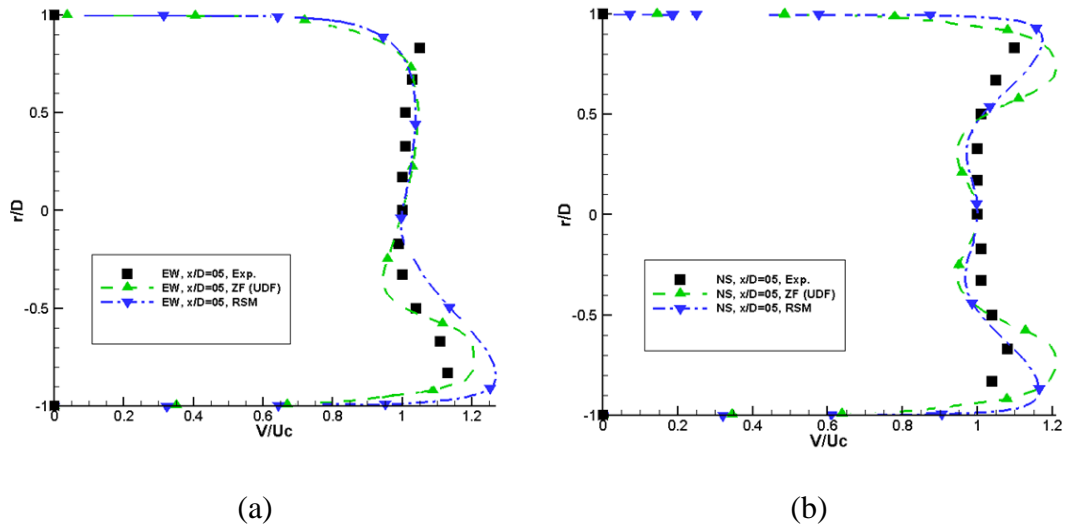 1
0.5
0
-0.5
-1
r/D
EW, x/D=05, Exp.
EW, x/D=05, ZF (UDF)
EW, x/D=05, RSM
0 0.2 0.4 0.6 0.8 1 1.2
V/Uc
(a)
1
0.5
0
-0.5
-1
r/D
NS, x/D=05, Exp.
NS, x/D=05, ZF (UDF)
NS, x/D=05, RSM
0 0.2 0.4 0.6 0.8 1 1.2
V/Uc
(b)